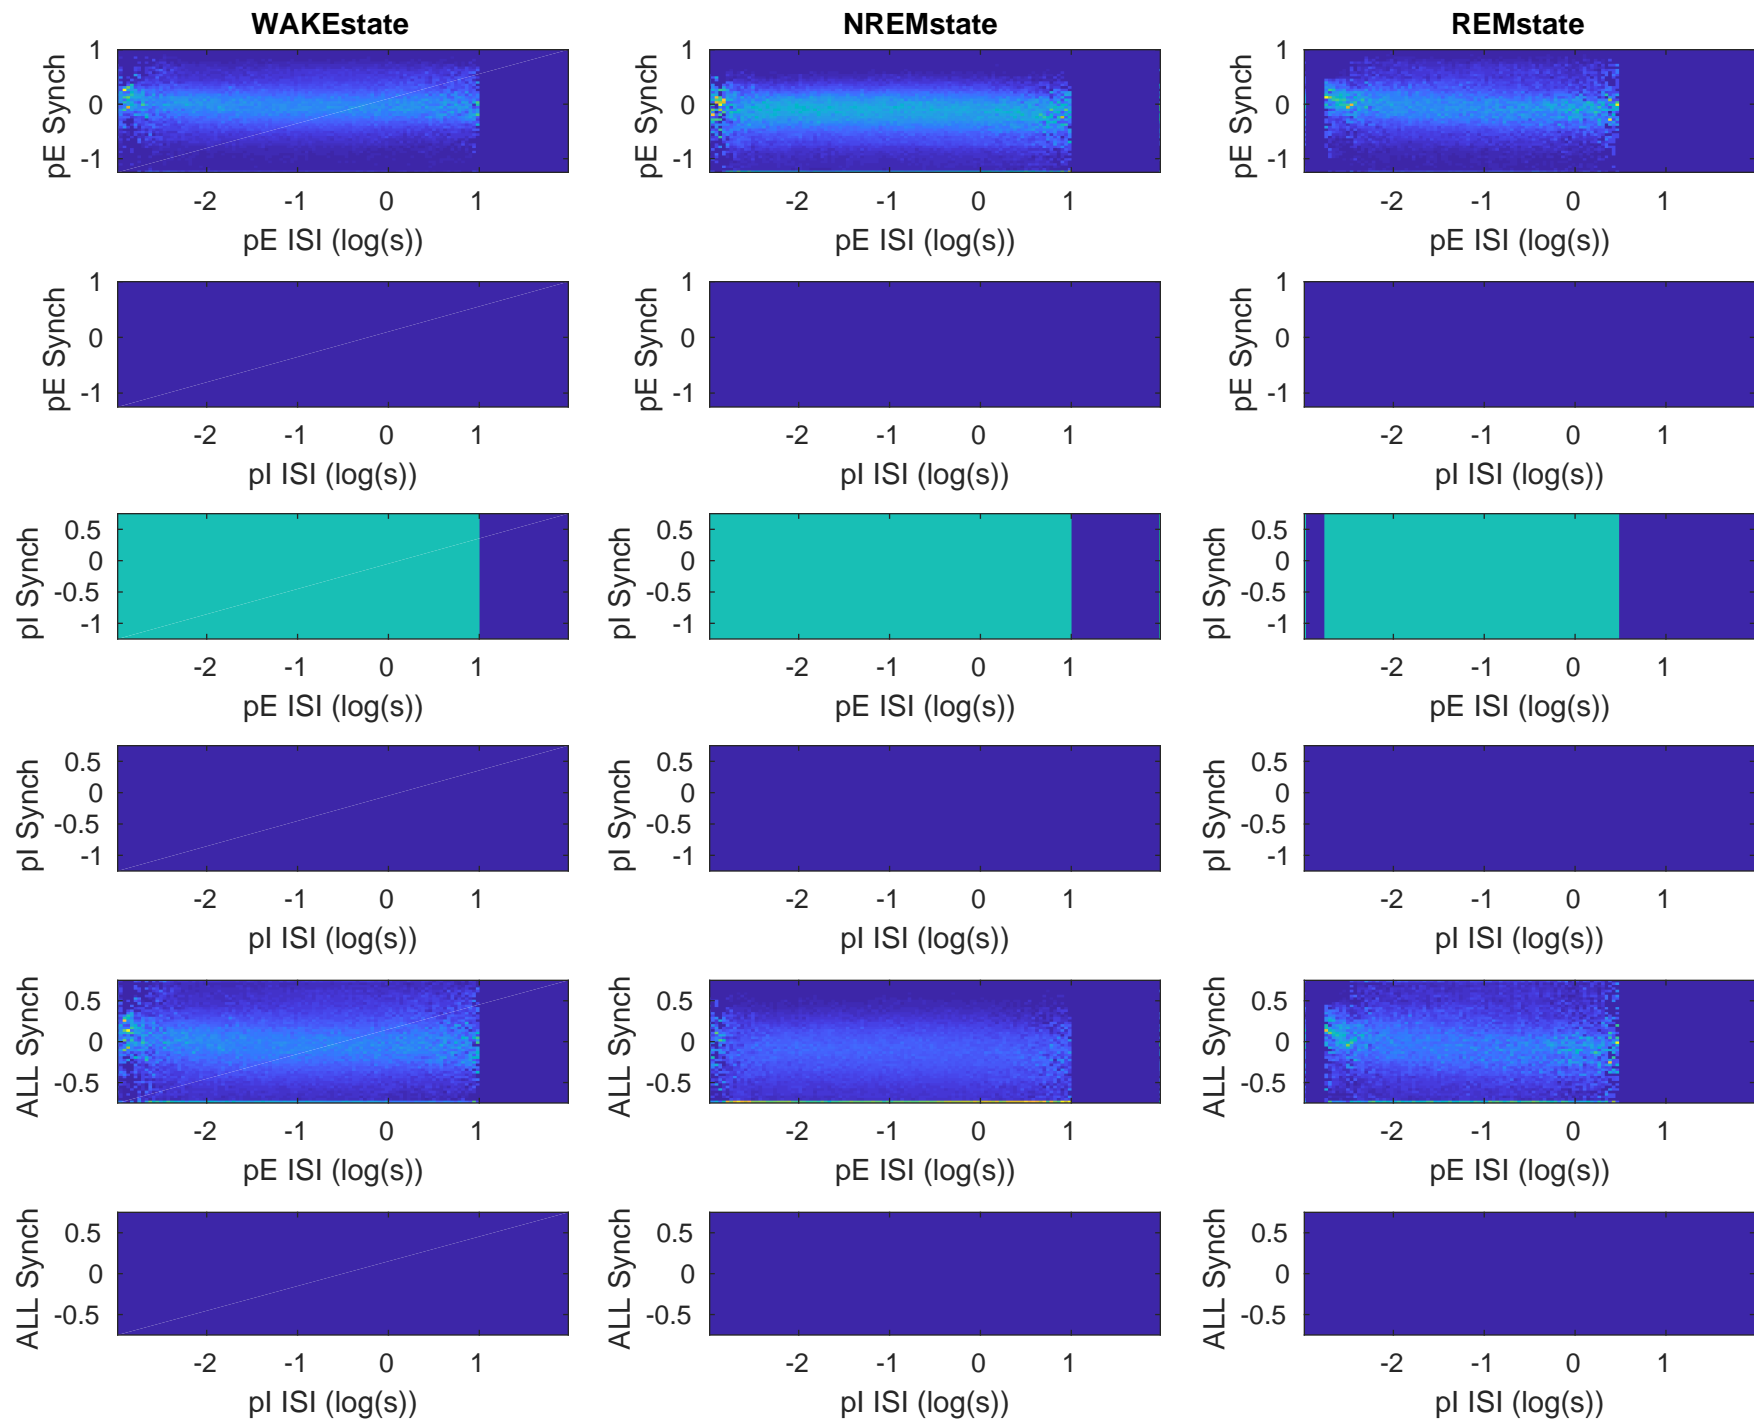 WAKEstate NREMstate REMstate
1 1 1
pE Synch pE Synch pE Synch
0 0 0
-1 -1 -1
-2 -1 0 1 -2 -1 0 1 -2 -1 0 1
pE ISI (log(s)) pE ISI (log(s)) pE ISI (log(s))
1 1 1
pE Synch pE Synch pE Synch
0 0 0
-1 -1 -1
-2 -1 0 1 -2 -1 0 1 -2 -1 0 1
pI ISI (log(s)) pI ISI (log(s)) pI ISI (log(s))
pI Synch pI Synch pI Synch
0.5 0.5 0.5
0 0 0
-0.5 -0.5 -0.5
-1 -1 -1
-2 -1 0 1 -2 -1 0 1 -2 -1 0 1
pE ISI (log(s)) pE ISI (log(s)) pE ISI (log(s))
pI Synch pI Synch pI Synch
0.5 0.5 0.5
0 0 0
-0.5 -0.5 -0.5
-1 -1 -1
-2 -1 0 1 -2 -1 0 1 -2 -1 0 1
pI ISI (log(s)) pI ISI (log(s)) pI ISI (log(s))
ALL Synch ALL Synch ALL Synch
0.5 0.5 0.5
0 0 0
-0.5 -0.5 -0.5
-2 -1 0 1 -2 -1 0 1 -2 -1 0 1
pE ISI (log(s)) pE ISI (log(s)) pE ISI (log(s))
ALL Synch ALL Synch ALL Synch
0.5 0.5 0.5
0 0 0
-0.5 -0.5 -0.5
-2 -1 0 1 -2 -1 0 1 -2 -1 0 1
pI ISI (log(s)) pI ISI (log(s)) pI ISI (log(s))